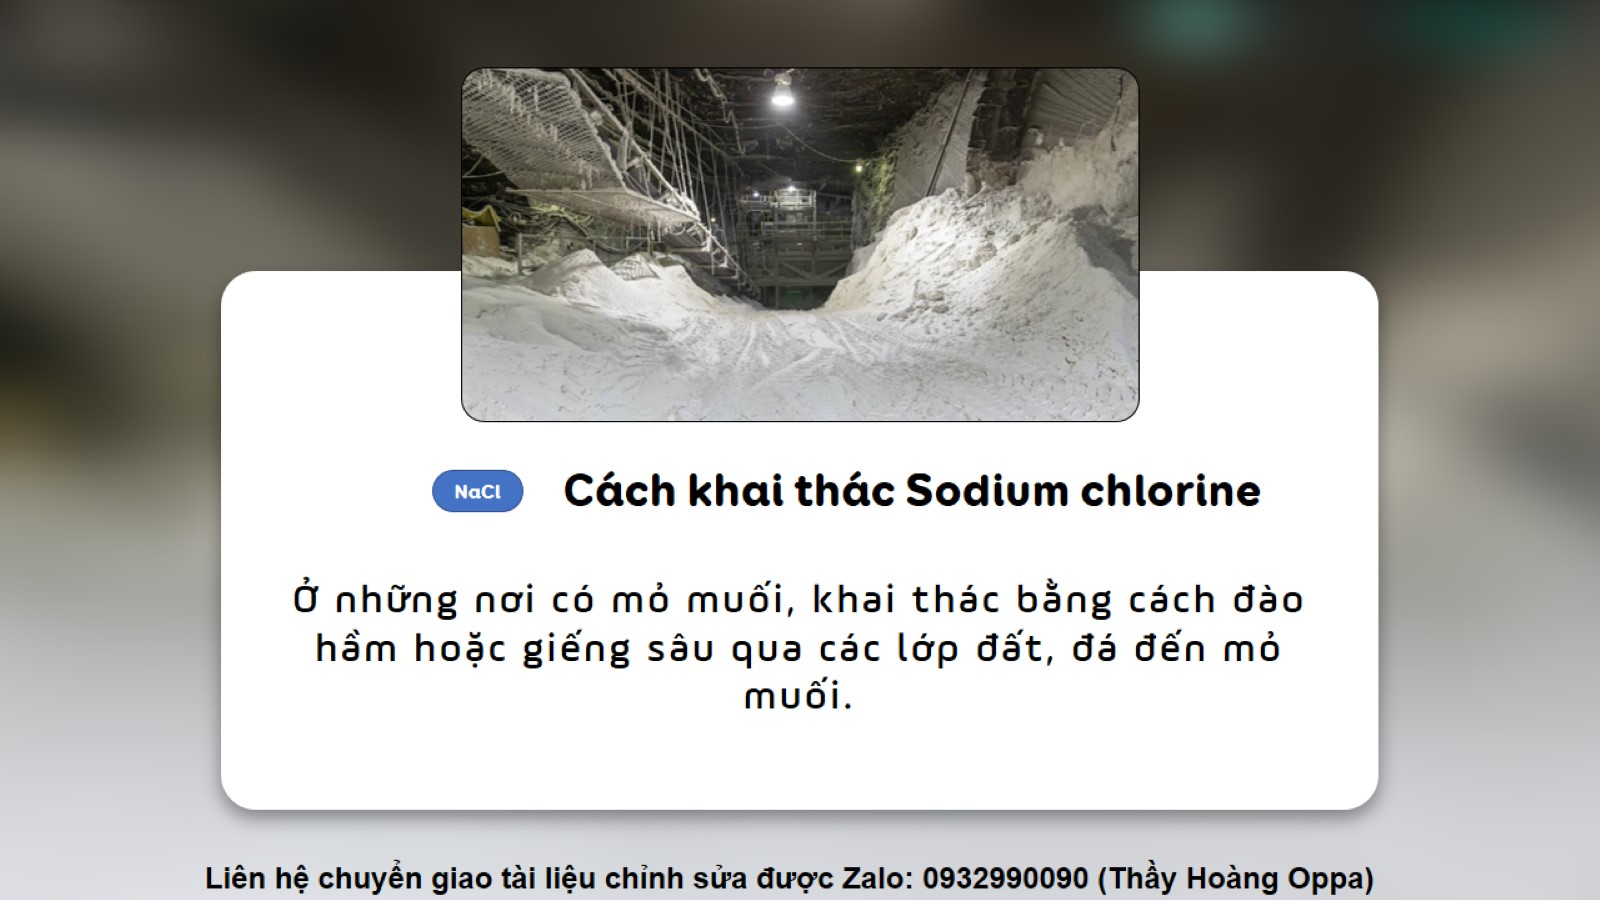 NaCl Cách khai thác Sodium chlorine
Ở những nơi có mỏ muối, khai thác bằng cách đào
hầm hoặc giếng sâu qua các lớp đất, đá đến mỏ
muối.
Liên hệ chuyển giao tài liệu chỉnh sửa được Zalo: 0932990090 (Thầy Hoàng Oppa)